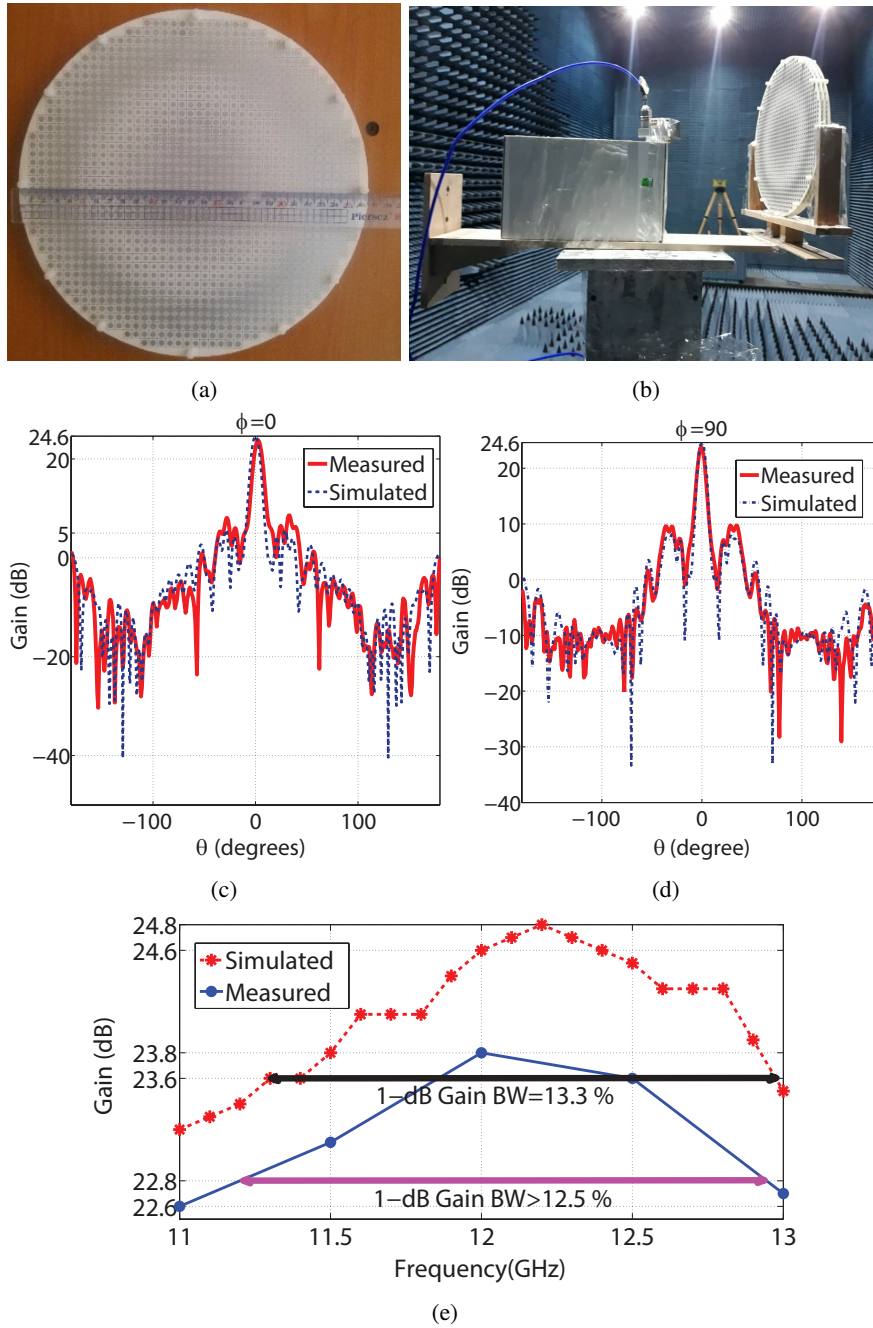 Pierscz
(a)
(b)
ϕ=0
24.6
20
5
0
−20
−40
Gain (dB)
Measured
Simulated
−100
0
100
θ (degrees)
(c)
ϕ=90
24.6
20
10
0
−10
−20
−30
−40
Gain (dB)
Measured
Simulated
−100
0
100
θ (degree)
(d)
24.8
24.6
23.8
23.6
22.8
22.6
Gain (dB)
Simulated
Measured
1−dB Gain BW=13.3 %
1−dB Gain BW>12.5 %
11
11.5
12
12.5
13
Frequency(GHz)
(e)